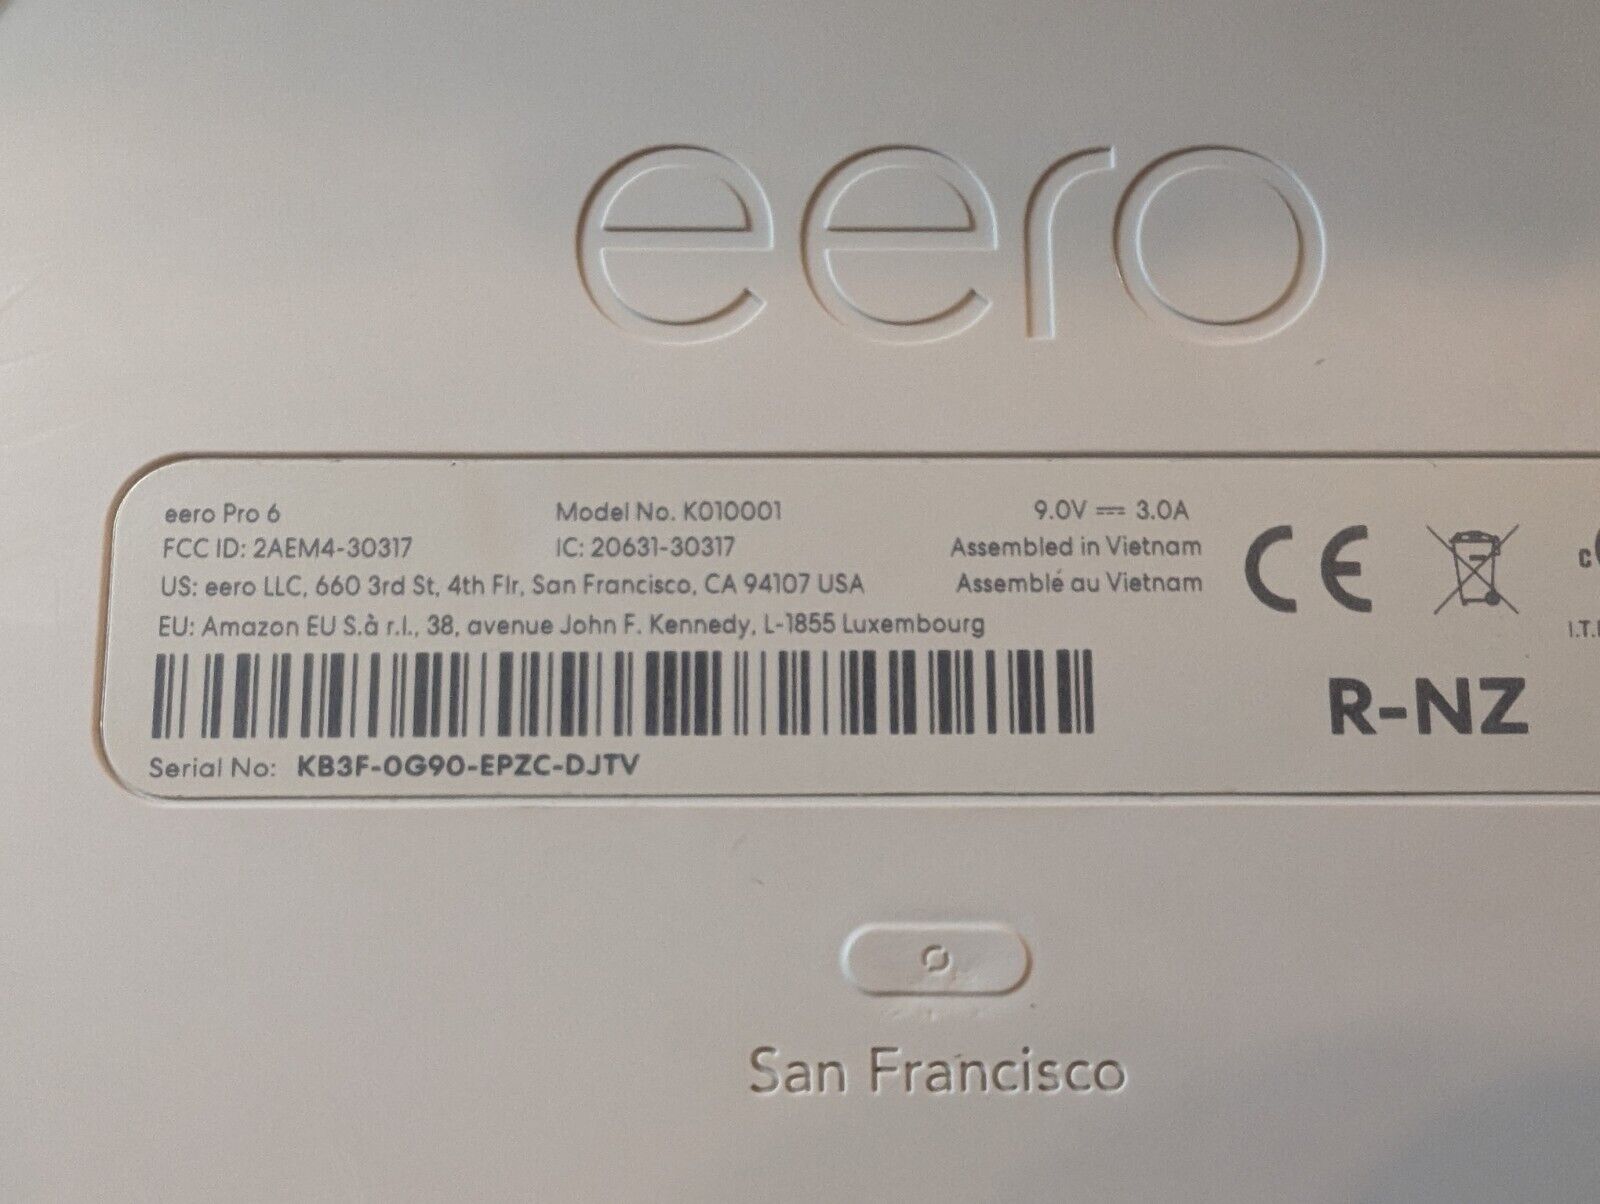 eero
eero Pro 6 Model No. K010001 9.0V ⎓ 3.0A
FCC ID: 2AEM4-30317 IC: 20631-30317 Assembled in Vietnam
US: eero LLC, 660 3rd St, 4th Flr, San Francisco, CA 94107 USA Assemblé au Vietnam
EU: Amazon EU S.à r.l., 38, avenue John F. Kennedy, L-1855 Luxembourg
CE
I.T.
R-NZ
Serial No: KB3F-0G90-EPZC-DJTV
San Francisco